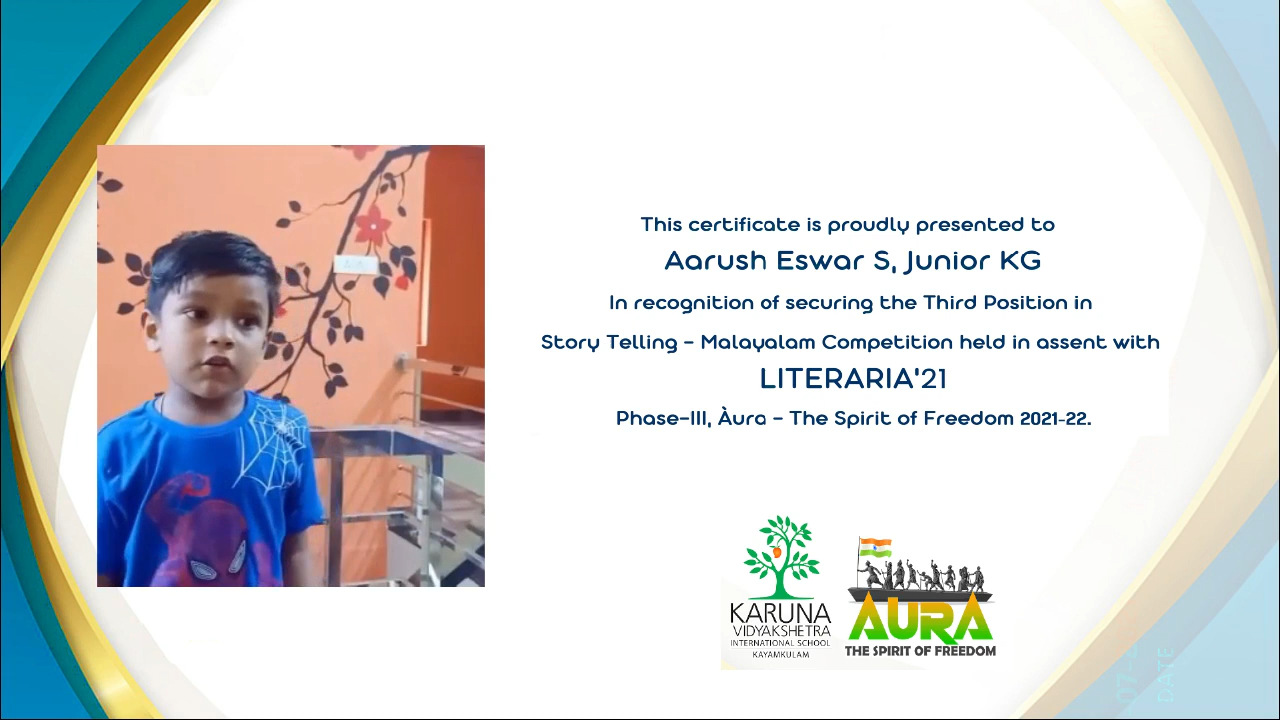 This certificate is proudly presented to
Aarush Eswar S, Junior KG
In recognition of securing the Third Position in
Story Telling - Malayalam Competition held in assent with
LITERARIA'21
Phase-III, Àura - The Spirit of Freedom 2021-22.
KARUNA
VIDYAKSHETRA
INTERNATIONAL SCHOOL
KAYAMKULAM
AURA
THE SPIRIT OF FREEDOM
DATE